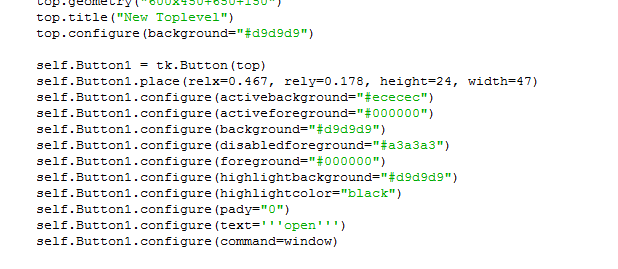 top.geometry("600x450+650+150")
top.title("New Toplevel")
top.configure(background="#d9d9d9")
self.Button1 = tk.Button(top)
self.Button1.place(relx=0.467, rely=0.178, height=24, width=47)
self.Button1.configure(activebackground="#ececec")
self.Button1.configure(activeforeground="#000000")
self.Button1.configure(background="#d9d9d9")
self.Button1.configure(disabledforeground="#a3a3a3")
self.Button1.configure(foreground="#000000")
self.Button1.configure(highlightbackground="#d9d9d9")
self.Button1.configure(highlightcolor="black")
self.Button1.configure(pady="0")
self.Button1.configure(text='''open''')
self.Button1.configure(command=window)